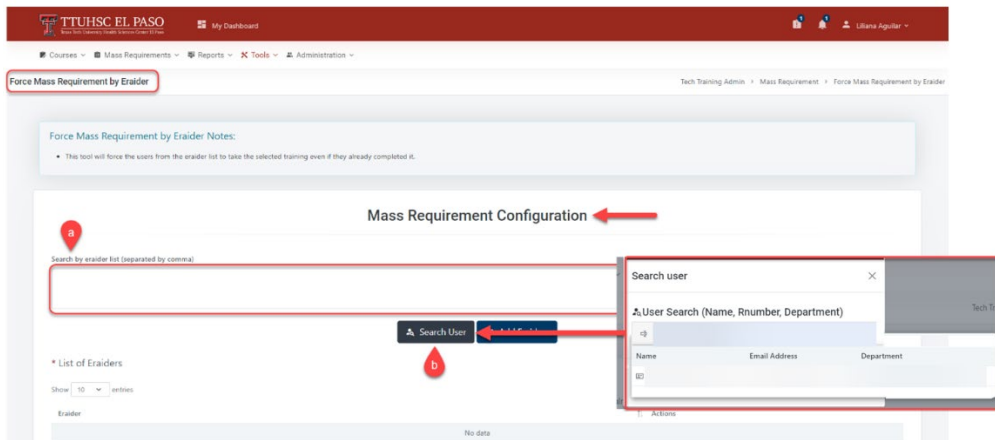 TTUHSC EL PASO
Texas Tech University Health Sciences Center El Paso
My Dashboard
Liliana Aguilar
Courses
Mass Requirements
Reports
Tools
Administration
Force Mass Requirement by Eraider
Tech Training Admin > Mass Requirement > Force Mass Requirement by Eraider
Force Mass Requirement by Eraider Notes:
• This tool will force the users from the eraider list to take the selected training even if they already completed it.
Mass Requirement Configuration
a
Search by eraider list (separated by comma)
Search user
×
User Search (Name, Rnumber, Department)
Name Email Address Department
Search User
b
* List of Eraiders
Show 10 entries
Eraider
Actions
No data